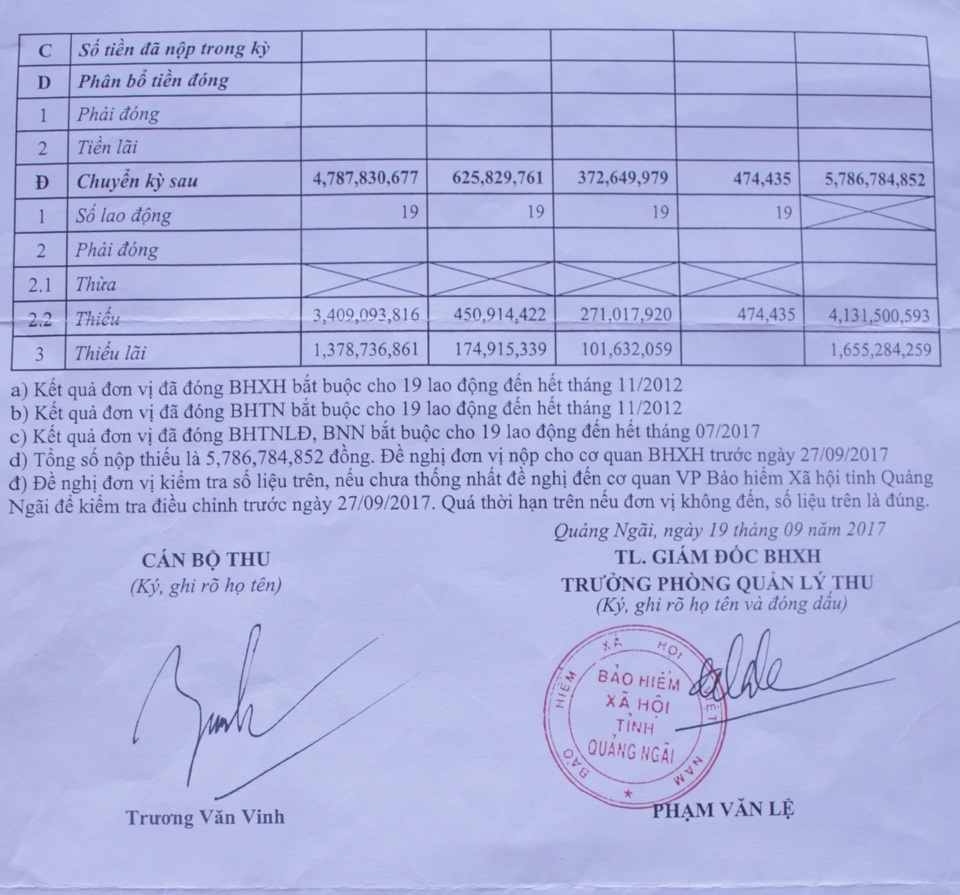 C Số tiền đã nộp trong kỳ
D Phân bổ tiền đóng
1 Phải đóng
2 Tiền lãi
Đ Chuyển kỳ sau 4,787,830,677 625,829,761 372,649,979 474,435 5,786,784,852
1 Số lao động 19 19 19 19
2 Phải đóng
2.1 Thừa
2.2 Thiếu 3,409,093,816 450,914,422 271,017,920 474,435 4,131,500,593
3 Thiếu lãi 1,378,736,861 174,915,339 101,632,059 1,655,284,259
a) Kết quả đơn vị đã đóng BHXH bắt buộc cho 19 lao động đến hết tháng 11/2012
b) Kết quả đơn vị đã đóng BHTN bắt buộc cho 19 lao động đến hết tháng 11/2012
c) Kết quả đơn vị đã đóng BHTNLĐ, BNN bắt buộc cho 19 lao động đến hết tháng 07/2017
d) Tổng số nộp thiếu là 5,786,784,852 đồng. Đề nghị đơn vị nộp cho cơ quan BHXH trước ngày 27/09/2017
đ) Đề nghị đơn vị kiểm tra số liệu trên, nếu chưa thống nhất đề nghị đến cơ quan VP Bảo hiểm Xã hội tỉnh Quảng
Ngãi để kiểm tra điều chỉnh trước ngày 27/09/2017. Quá thời hạn trên nếu đơn vị không đến, số liệu trên là đúng.
Quảng Ngãi, ngày 19 tháng 09 năm 2017
CÁN BỘ THU
(Ký, ghi rõ họ tên)
TL. GIÁM ĐỐC BHXH
TRƯỞNG PHÒNG QUẢN LÝ THU
(Ký, ghi rõ họ tên và đóng dấu)
BẢO HIỂM XÃ HỘI VIỆT NAM
BẢO HIỂM
XÃ HỘI
TỈNH
QUẢNG NGÃI
Trương Văn Vinh
PHẠM VĂN LỆ